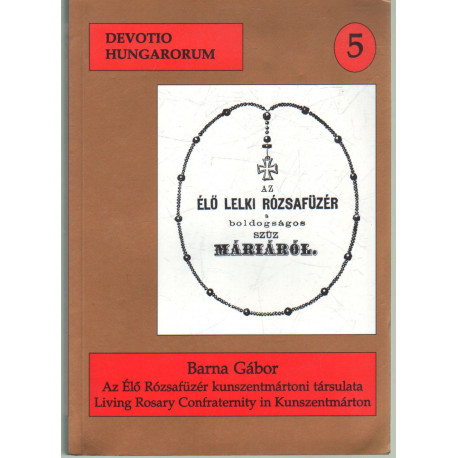 DEVOTIO
HUNGARORUM
5
AZ
ÉLŐ LELKI RÓZSAFÜZÉR
a
boldogságos
SZŰZ
MÁRIÁRÓL.
Barna Gábor
Az Élő Rózsafüzér kunszentmártoni társulata
Living Rosary Confraternity in Kunszentmárton